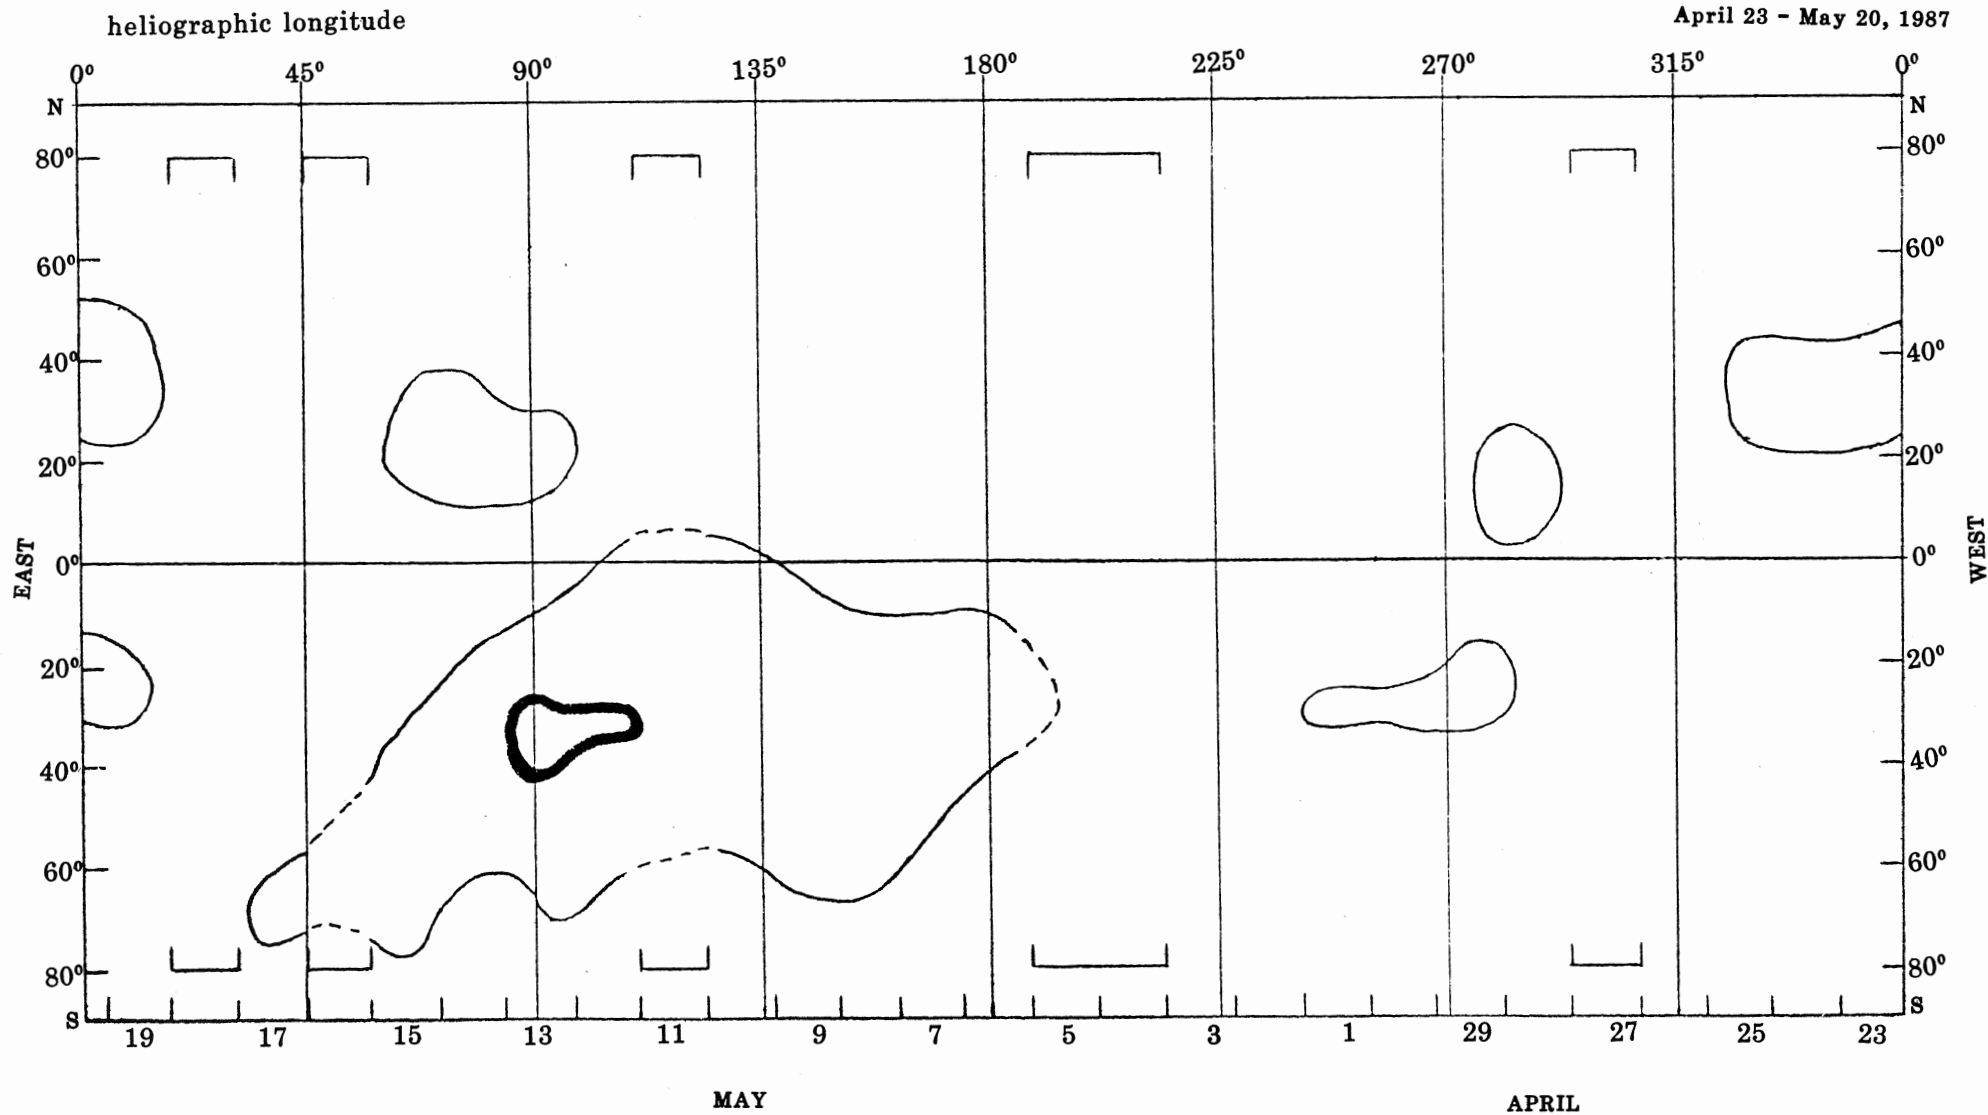 heliographic longitude
April 23 - May 20, 1987
0° 45° 90° 135° 180° 225° 270° 315° 0°
N N
80° 80°
60° 60°
40° 40°
20° 20°
0° 0°
EAST WEST
20° 20°
40° 40°
60° 60°
80° 80°
S S
19 17 15 13 11 9 7 5 3 1 29 27 25 23
MAY APRIL